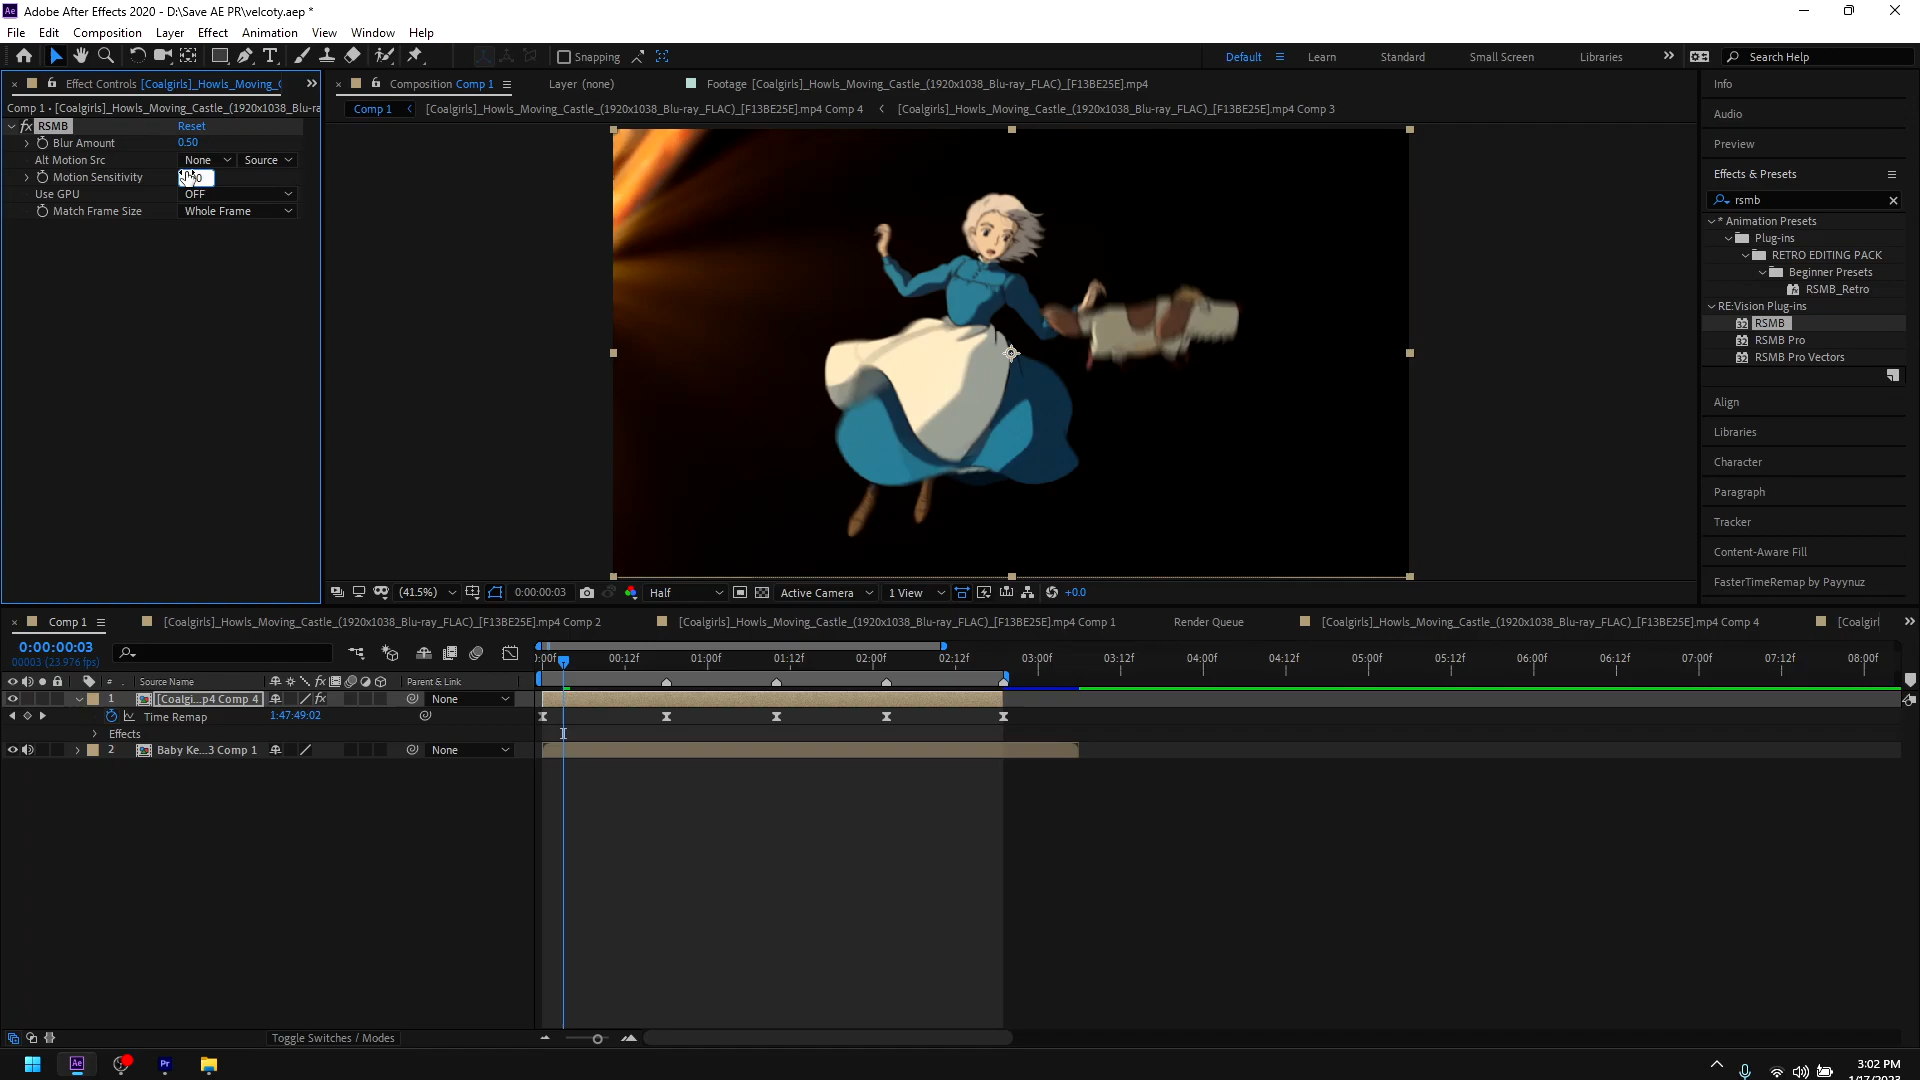 Adobe After Effects 2020 - D:\Save AE PR\velcoty.aep *
File Edit Composition Layer Effect Animation View Window Help
Snapping
Default Learn Standard Small Screen Libraries Search Help
Effect Controls [Coalgirls]_Howls_Moving_
Comp 1 • [Coalgirls]_Howls_Moving_Castle_(1920x1038_Blu-ra
fx RSMB Reset
Blur Amount 0.50
Alt Motion Src None Source
Motion Sensitivity
Use GPU OFF
Match Frame Size Whole Frame
Composition Comp 1 Layer (none) Footage [Coalgirls]_Howls_Moving_Castle_(1920x1038_Blu-ray_FLAC)_[F13BE25E].mp4
Comp 1 [Coalgirls]_Howls_Moving_Castle_(1920x1038_Blu-ray_FLAC)_[F13BE25E].mp4 Comp 4 [Coalgirls]_Howls_Moving_Castle_(1920x1038_Blu-ray_FLAC)_[F13BE25E].mp4 Comp 3
(41.5%) 0:00:00:03 Half Active Camera 1 View +0.0
Info
Audio
Preview
Effects & Presets
rsmb
* Animation Presets
Plug-ins
RETRO EDITING PACK
Beginner Presets
RSMB_Retro
RE:Vision Plug-ins
32 RSMB
32 RSMB Pro
32 RSMB Pro Vectors
Align
Libraries
Character
Paragraph
Tracker
Content-Aware Fill
FasterTimeRemap by Payynuz
Comp 1 [Coalgirls]_Howls_Moving_Castle_(1920x1038_Blu-ray_FLAC)_[F13BE25E].mp4 Comp 2 [Coalgirls]_Howls_Moving_Castle_(1920x1038_Blu-ray_FLAC)_[F13BE25E].mp4 Comp 1 Render Queue [Coalgirls]_Howls_Moving_Castle_(1920x1038_Blu-ray_FLAC)_[F13BE25E].mp4 Comp 4 [Coalgirl
0:00:00:03
00003 (23.976 fps)
00:12f 01:00f 01:12f 02:00f 02:12f 03:00f 03:12f 04:00f 04:12f 05:00f 05:12f 06:00f 06:12f 07:00f 07:12f 08:00f
# Source Name fx Parent & Link
1 [Coalgi...p4 Comp 4] fx None
Time Remap 1:47:49:02
Effects
2 Baby Ke...3 Comp 1 None
Toggle Switches / Modes
Ae Pr
3:02 PM